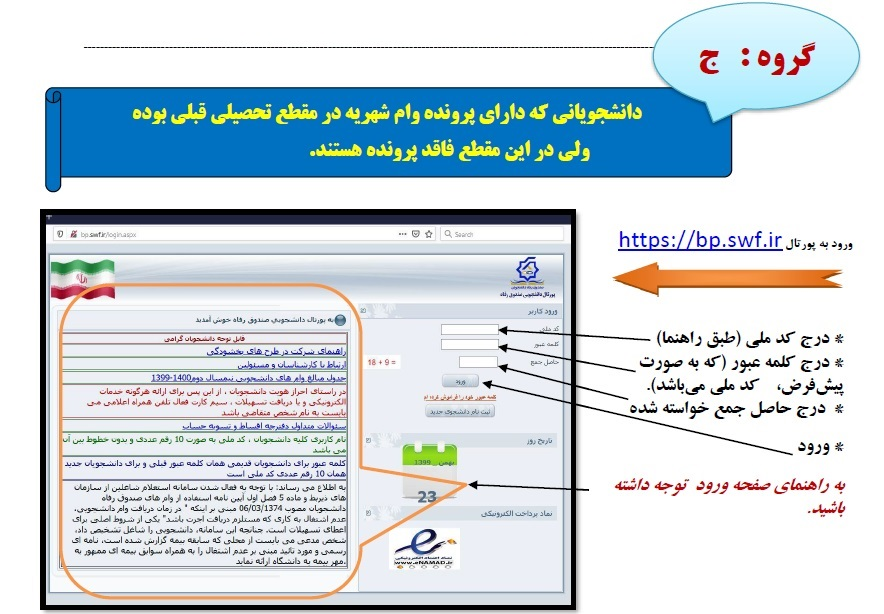 گروه: ج
دانشجویانی که دارای پرونده وام شهریه در مقطع تحصیلی قبلی بوده
ولی در این مقطع فاقد پرونده هستند.
ورود به پورتال https://bp.swf.ir
* درج کد ملی (طبق راهنما)
* درج کلمه عبور (که به صورت
پیش‌فرض، کد ملی می‌باشد).
* درج حاصل جمع خواسته شده
* ورود
به راهنمای صفحه ورود توجه داشته
باشید.
bp.swf.ir/login.aspx
Search
صندوق رفاه دانشجویان
پورتال دانشجویی صندوق رفاه
ورود کاربر
کد ملی
کلمه عبور
حاصل جمع
18 + 9 =
ورود
کلمه عبور خود را فراموش کرده ام
ثبت نام دانشجوی جدید
تاریخ روز
بهمن 1399
23
نماد پرداخت الکترونیکی
نماد اعتماد الکترونیکی
www.eNAMAD.ir
به پورتال دانشجویی صندوق رفاه خوش آمدید
قابل توجه دانشجویان گرامی
راهنمای شرکت در طرح های بخشودگی
ارتباط با کارشناسان و مسئولین
جدول مبالغ وام های دانشجویی نیمسال دوم1400-1399
در راستای احراز هویت دانشجویان ، از این پس برای ارائه هرگونه خدمات
الکترونیکی و یا دریافت تسهیلات ، سیم کارت فعال تلفن همراه اعلامی می
بایست به نام شخص متقاضی باشد
سئوالات متداول دفترچه اقساط و تسویه حساب
نام کاربری کلیه دانشجویان ، کد ملی به صورت 10 رقم عددی و بدون خطوط بین آن
می باشد
کلمه عبور برای دانشجویان قدیمی همان کلمه عبور قبلی و برای دانشجویان جدید
همان 10 رقم عددی کد ملی است
به اطلاع می رساند: با توجه به فعال شدن سامانه استعلام شاغلین از سازمان
های ذیربط و ماده 5 فصل اول آیین نامه استفاده از وام های صندوق رفاه
دانشجویان مصوب 06/03/1374 مبنی بر اینکه " در زمان دریافت وام دانشجویی،
عدم اشتغال به کاری که مستلزم دریافت اجرت باشد" یکی از شروط اصلی برای
اعطای تسهیلات است. چنانچه این سامانه، دانشجویی را شاغل تشخیص داد،
شخص مدعی می بایست از محلی که سابقه بیمه گزارش شده است، نامه ای
رسمی و مورد تائید مبنی بر عدم اشتغال را به همراه سوابق بیمه ای ممهور به
مهر بیمه به دانشگاه ارائه نماید.